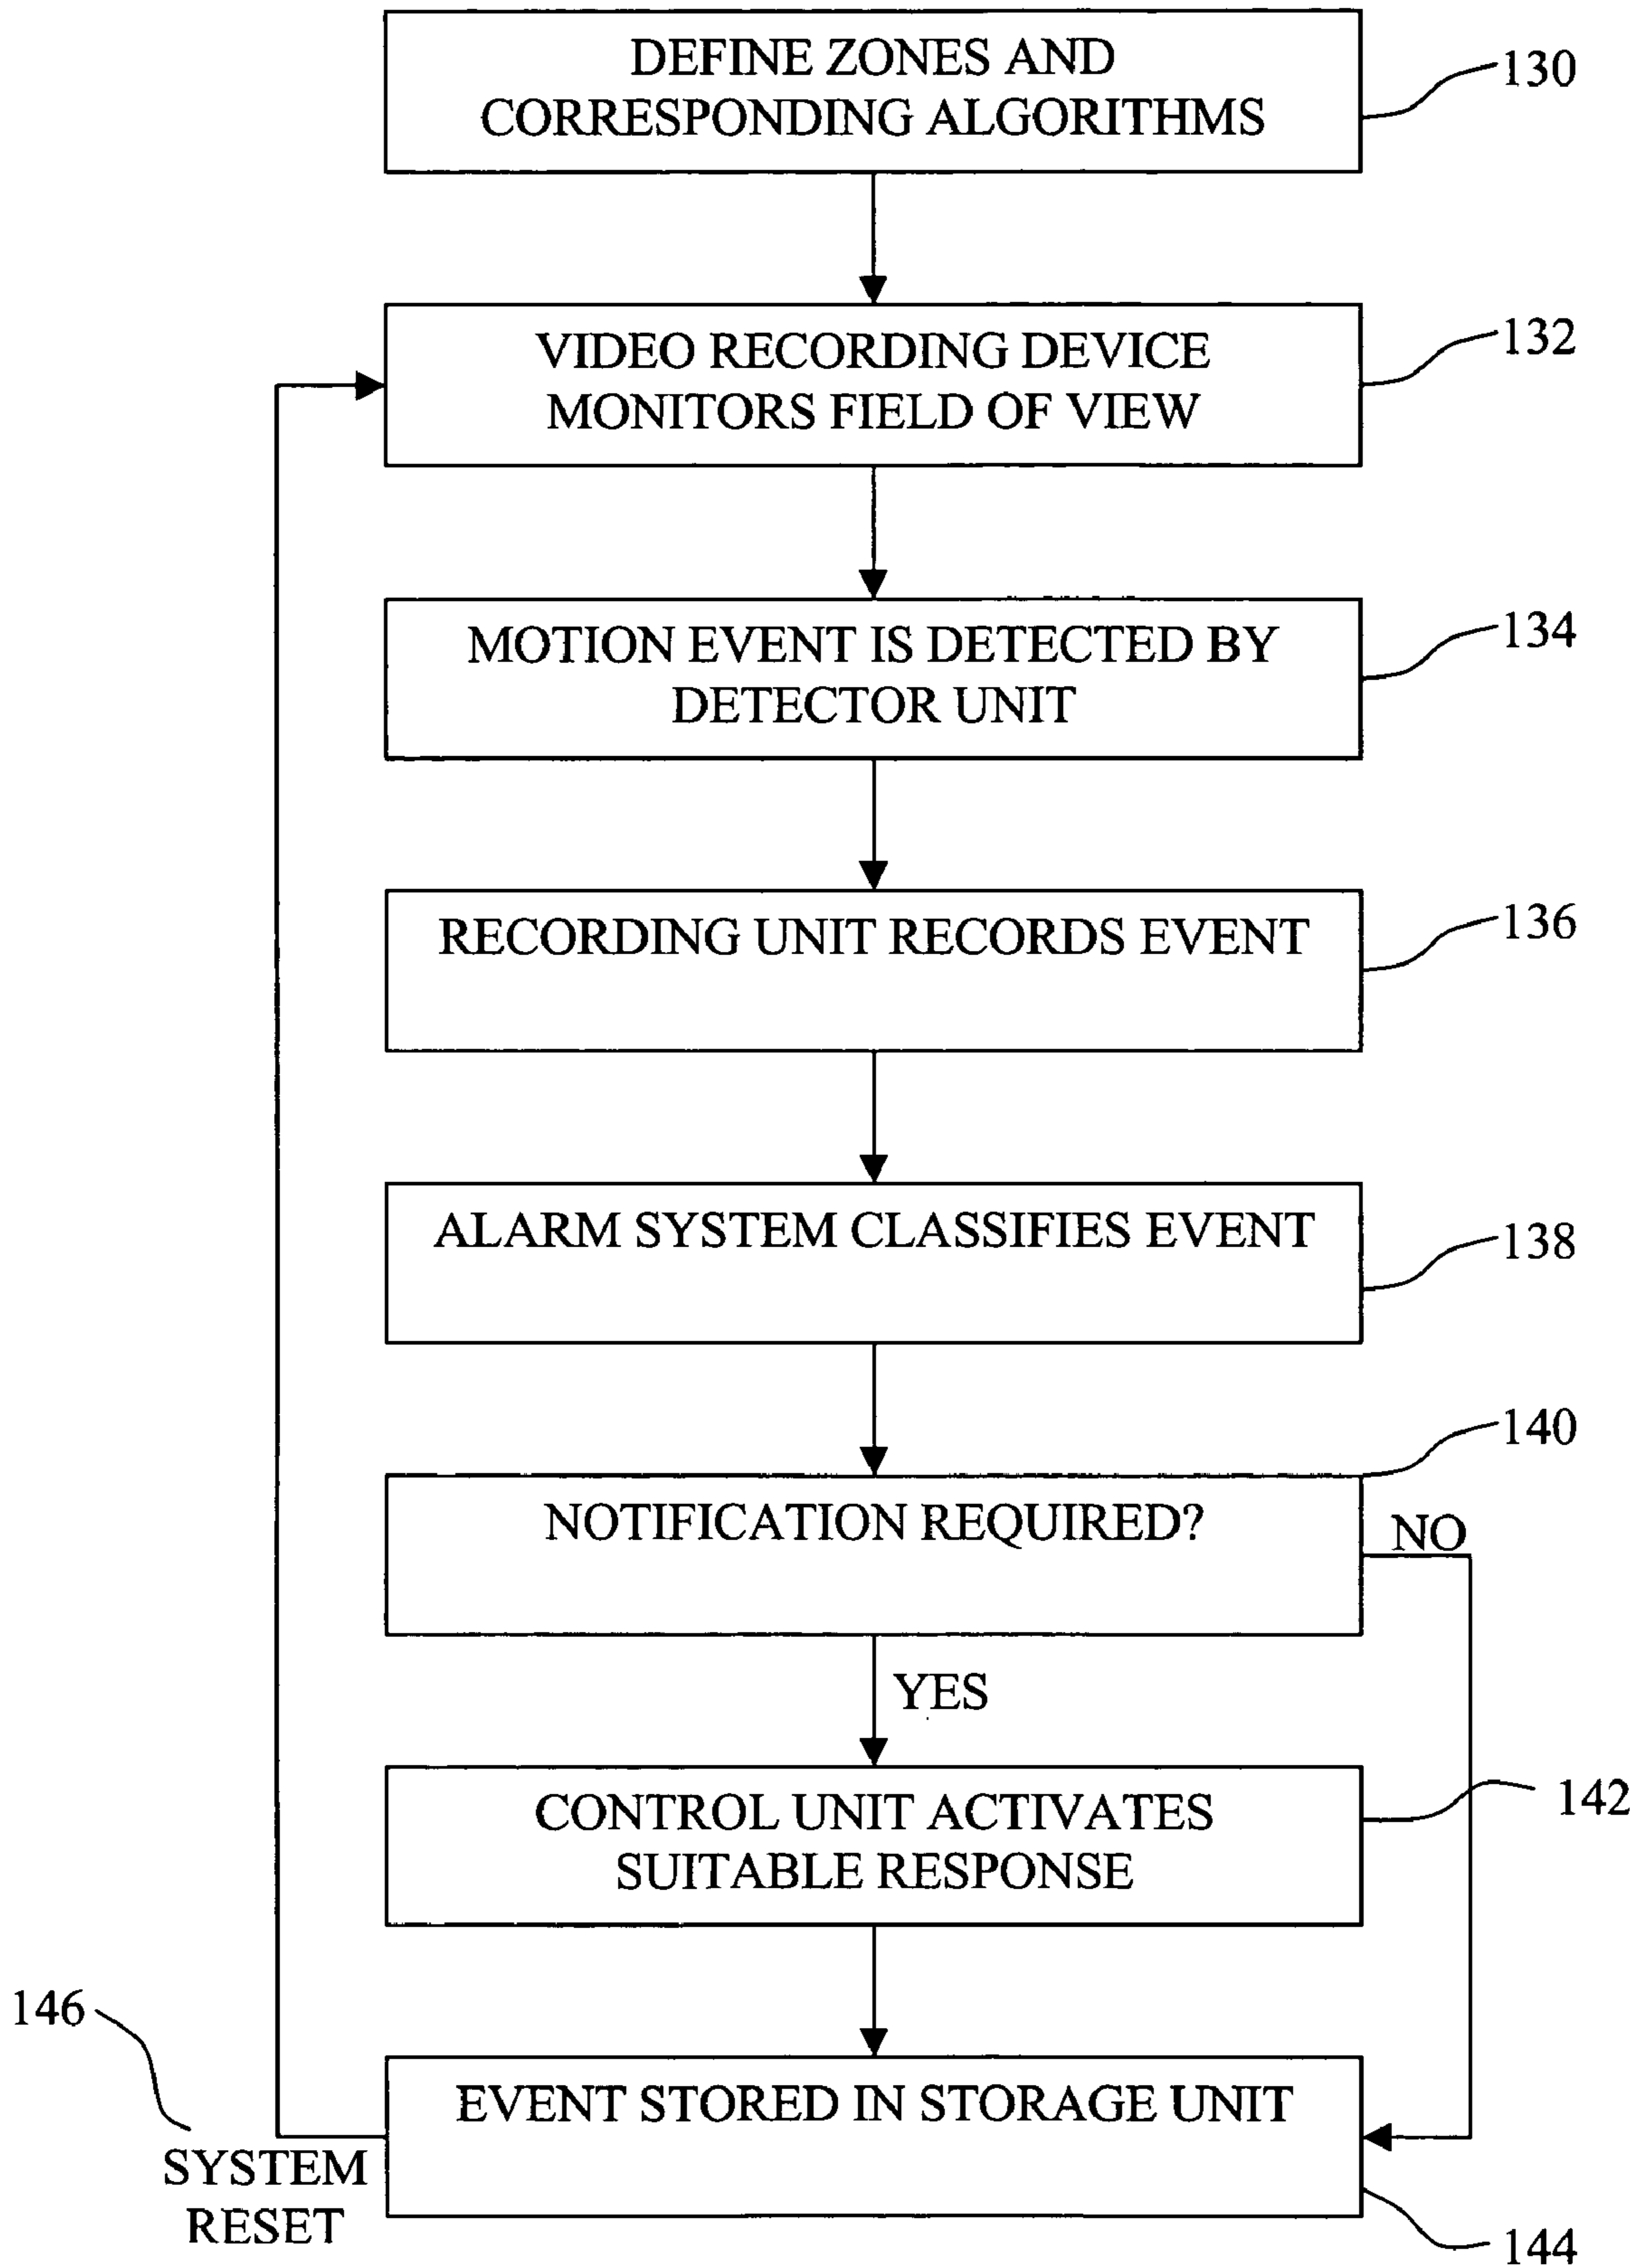 DEFINE ZONES AND
CORRESPONDING ALGORITHMS
130
VIDEO RECORDING DEVICE
MONITORS FIELD OF VIEW
132
MOTION EVENT IS DETECTED BY
DETECTOR UNIT
134
RECORDING UNIT RECORDS EVENT
136
ALARM SYSTEM CLASSIFIES EVENT
138
140
NOTIFICATION REQUIRED?
NO
YES
CONTROL UNIT ACTIVATES
SUITABLE RESPONSE
142
146
EVENT STORED IN STORAGE UNIT
SYSTEM
RESET
144